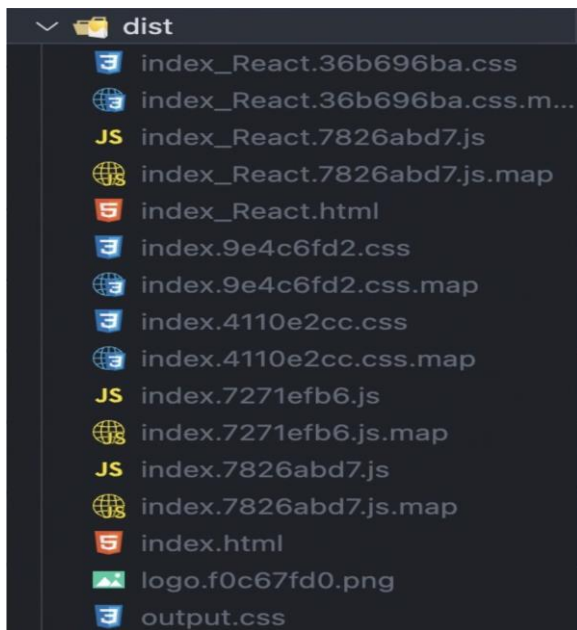 dist
index_React.36b696ba.css
index_React.36b696ba.css.m...
JS index_React.7826abd7.js
index_React.7826abd7.js.map
index_React.html
index.9e4c6fd2.css
index.9e4c6fd2.css.map
index.4110e2cc.css
index.4110e2cc.css.map
JS index.7271efb6.js
index.7271efb6.js.map
JS index.7826abd7.js
index.7826abd7.js.map
index.html
logo.f0c67fd0.png
output.css